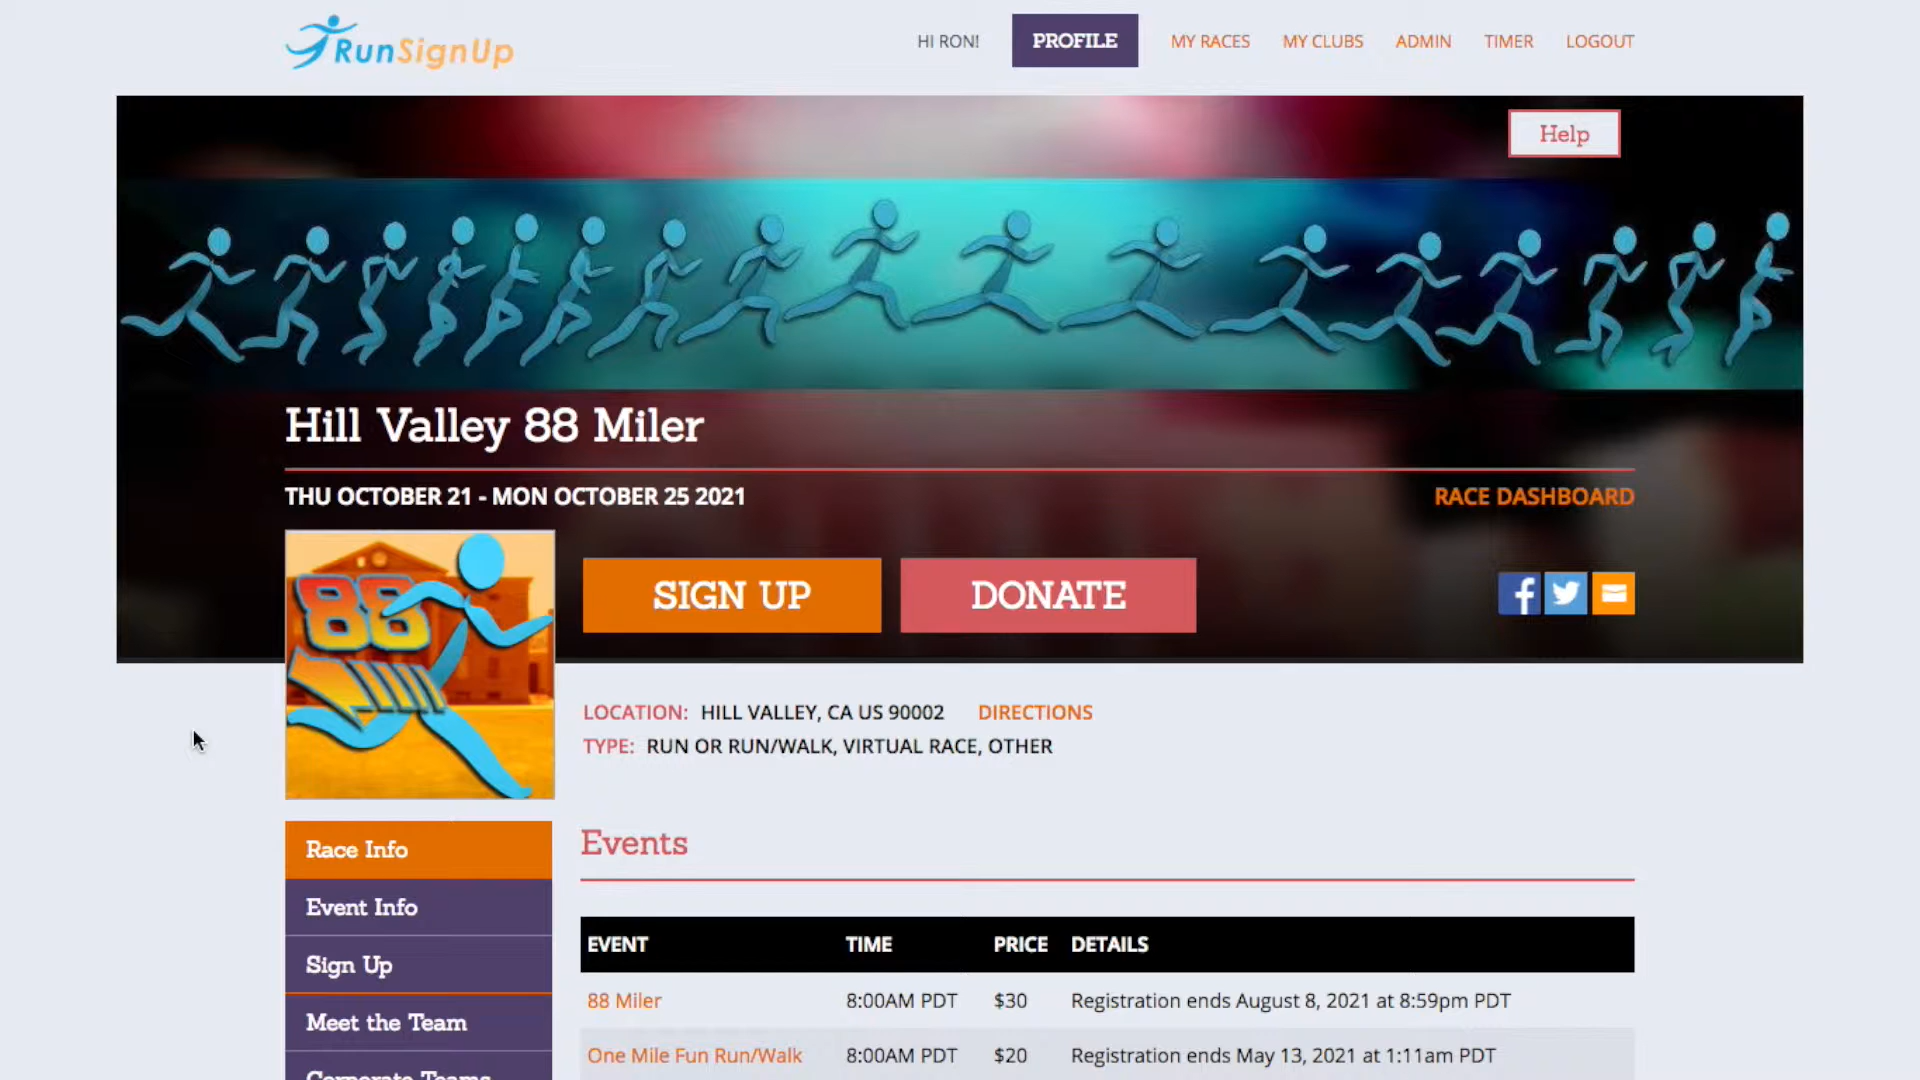 RunSignUp
HI RON!
PROFILE
MY RACES
MY CLUBS
ADMIN
TIMER
LOGOUT
Help
Hill Valley 88 Miler
THU OCTOBER 21 - MON OCTOBER 25 2021
RACE DASHBOARD
88
SIGN UP
DONATE
LOCATION: HILL VALLEY, CA US 90002 DIRECTIONS
TYPE: RUN OR RUN/WALK, VIRTUAL RACE, OTHER
Race Info
Event Info
Sign Up
Meet the Team
Corporate Teams
Events
EVENT TIME PRICE DETAILS
88 Miler 8:00AM PDT $30 Registration ends August 8, 2021 at 8:59pm PDT
One Mile Fun Run/Walk 8:00AM PDT $20 Registration ends May 13, 2021 at 1:11am PDT